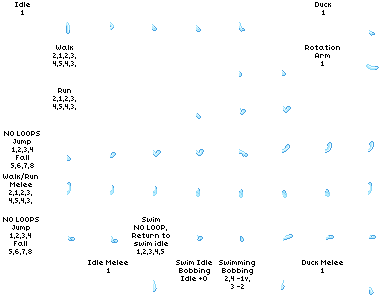 Idle
1
Duck
1
Walk
2,1,2,3,
4,5,4,3,
Rotation
Arm
1
Run
2,1,2,3,
4,5,4,3,
NO LOOPS
Jump
1,2,3,4
Fall
5,6,7,8
Walk/Run
Melee
2,1,2,3,
4,5,4,3,
NO LOOPS
Jump
1,2,3,4
Fall
5,6,7,8
Swim
NO LOOP,
Return to
swim idle
1,2,3,4,5
Idle Melee
1
Swim Idle
Bobbing
Idle +0
Swimming
Bobbing
2,4 -1v,
3 -2
Duck Melee
1